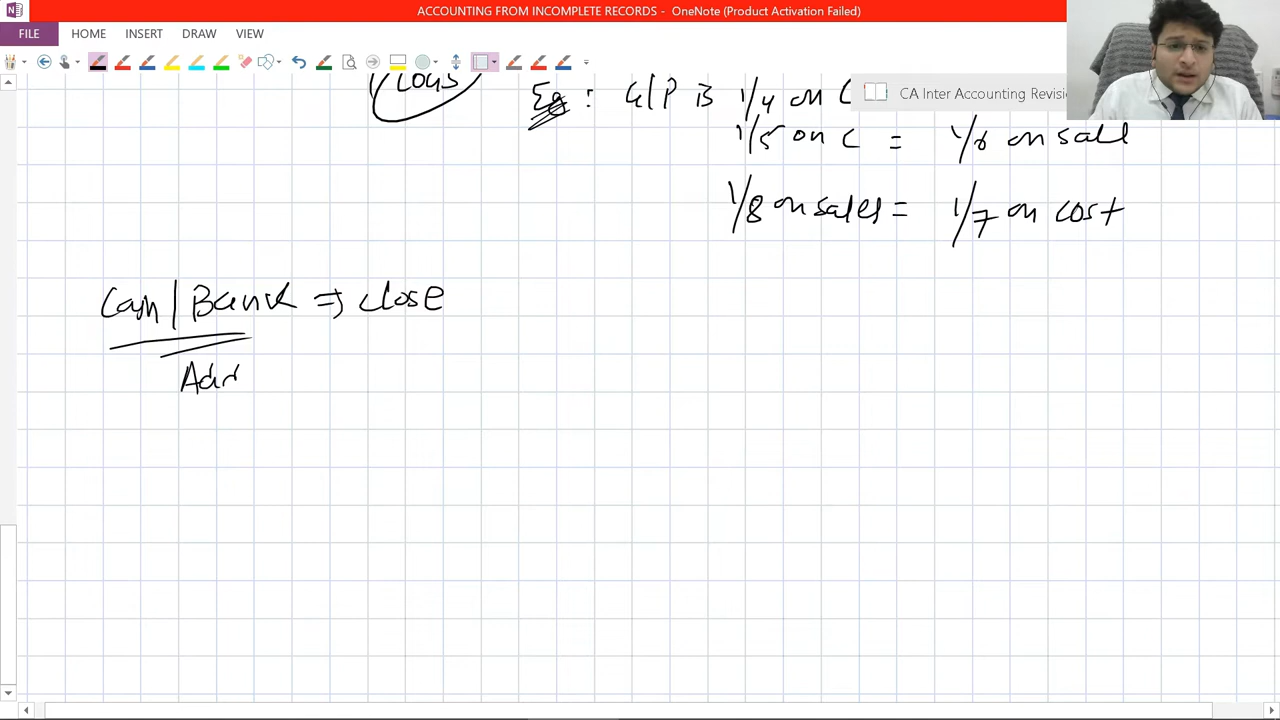 ACCOUNTING FROM INCOMPLETE RECORDS - OneNote (Product Activation Failed)
FILE HOME INSERT DRAW VIEW
CA Inter Accounting Revisi
Eg : G/P is 1/4 on C
1/5 on C = 1/6 on sale
1/8 on sales = 1/7 on cost
Cash | Bank ⇒ close